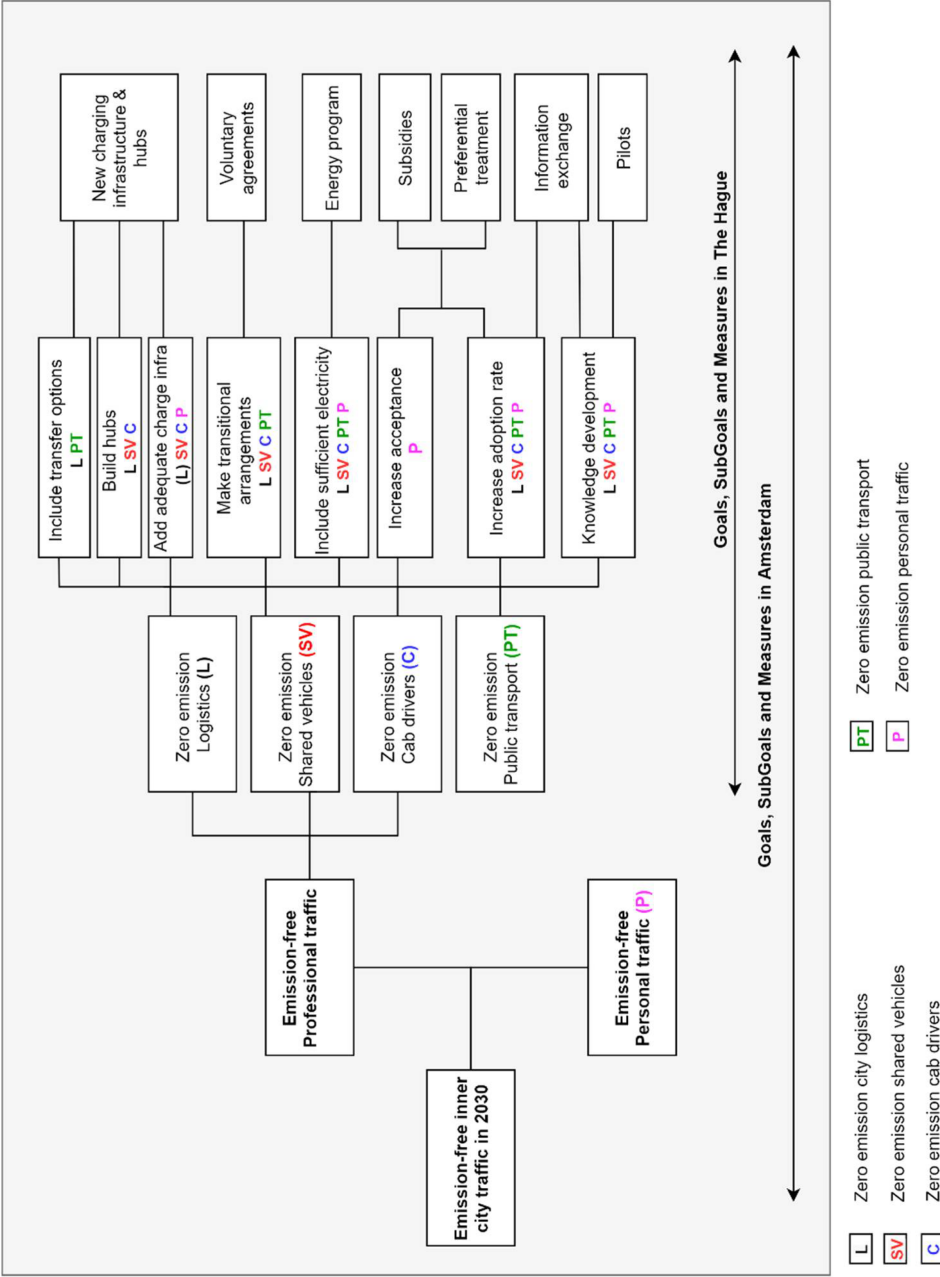 Emission-free inner
city traffic in 2030
Emission-free
Professional traffic
Emission-free
Personal traffic (P)
Zero emission
Logistics (L)
Zero emission
Shared vehicles (SV)
Zero emission
Cab drivers (C)
Zero emission
Public transport (PT)
Include transfer options
L PT
Build hubs
L SV C
Add adequate charge infra
(L) SV C P
Make transitional
arrangements
L SV C PT
Include sufficient electricity
L SV C PT P
Increase acceptance
P
Increase adoption rate
L SV C PT P
Knowledge development
L SV C PT P
New charging
infrastructure &
hubs
Voluntary
agreements
Energy program
Subsidies
Preferential
treatment
Information
exchange
Pilots
Goals, SubGoals and Measures in The Hague
Goals, SubGoals and Measures in Amsterdam
L Zero emission city logistics
SV Zero emission shared vehicles
C Zero emission cab drivers
PT Zero emission public transport
P Zero emission personal traffic